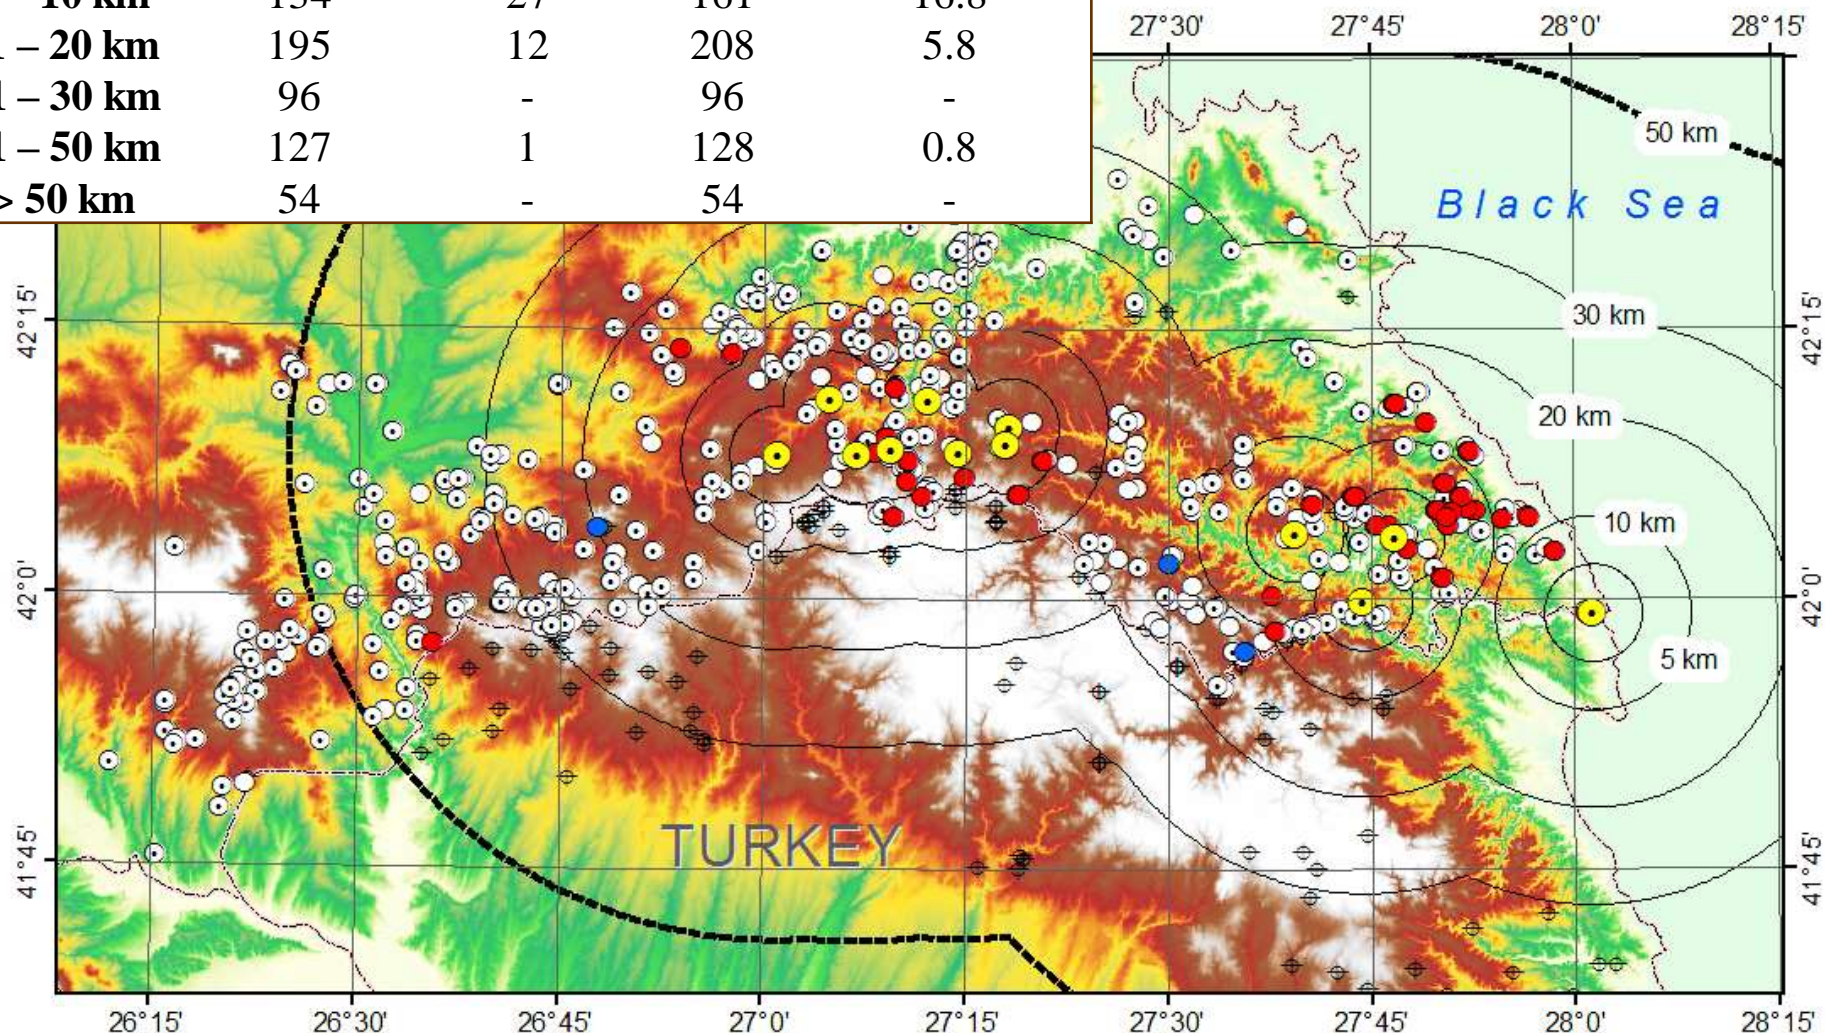 10 km 134 27 161 16.8
– 20 km 195 12 208 5.8
– 30 km 96 - 96 -
– 50 km 127 1 128 0.8
> 50 km 54 - 54 -
27°30' 27°45' 28°0' 28°15'
50 km
Black Sea
42°15'
30 km
42°15'
20 km
10 km
42°0'
42°0'
5 km
TURKEY
41°45'
41°45'
26°15' 26°30' 26°45' 27°0' 27°15' 27°30' 27°45' 28°0' 28°15'